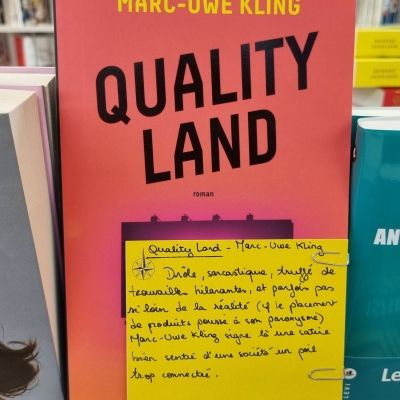 MARC-UWE KLING
QUALITY
LAND
roman
Quality Land - Marc-Uwe Kling
Drôle, sarcastique, truffé de
trouvailles hilarantes, et parfois pas
si loin de la réalité (cf le placement
de produits poussé à son paroxysme)
Marc-Uwe Kling signe là une satire
bien sentie d'une société un poil
trop connectée.
AN
Le